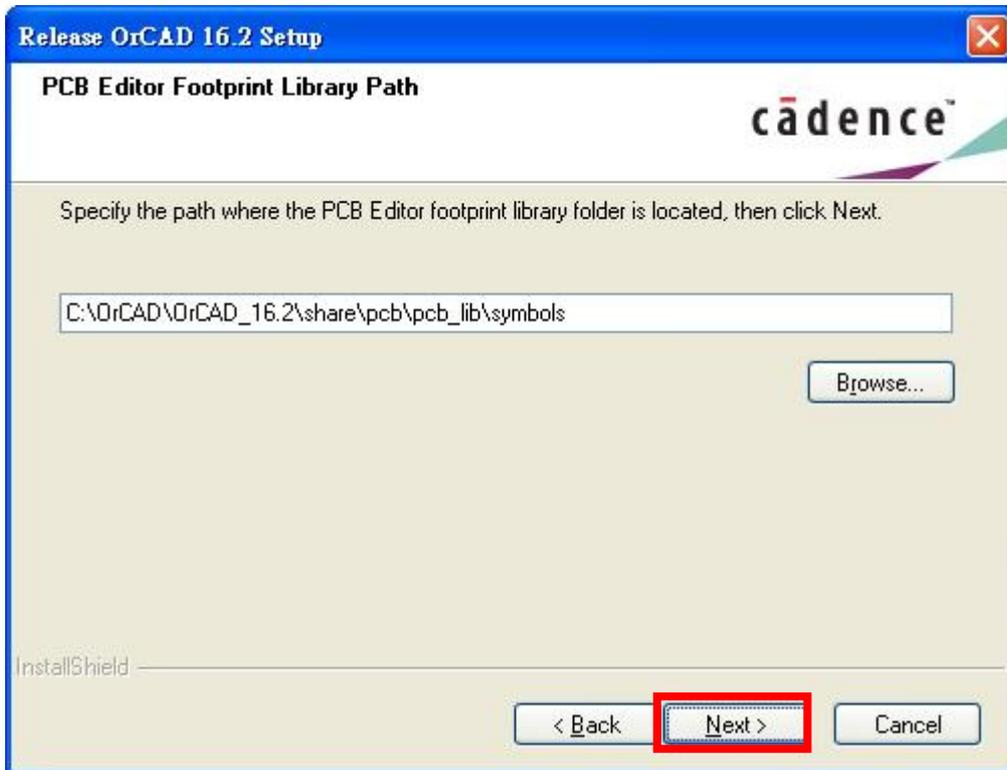 Release OrCAD 16.2 Setup
PCB Editor Footprint Library Path
cādence™
Specify the path where the PCB Editor footprint library folder is located, then click Next.
C:\OrCAD\OrCAD_16.2\share\pcb\pcb_lib\symbols
Browse...
InstallShield
< Back
Next >
Cancel